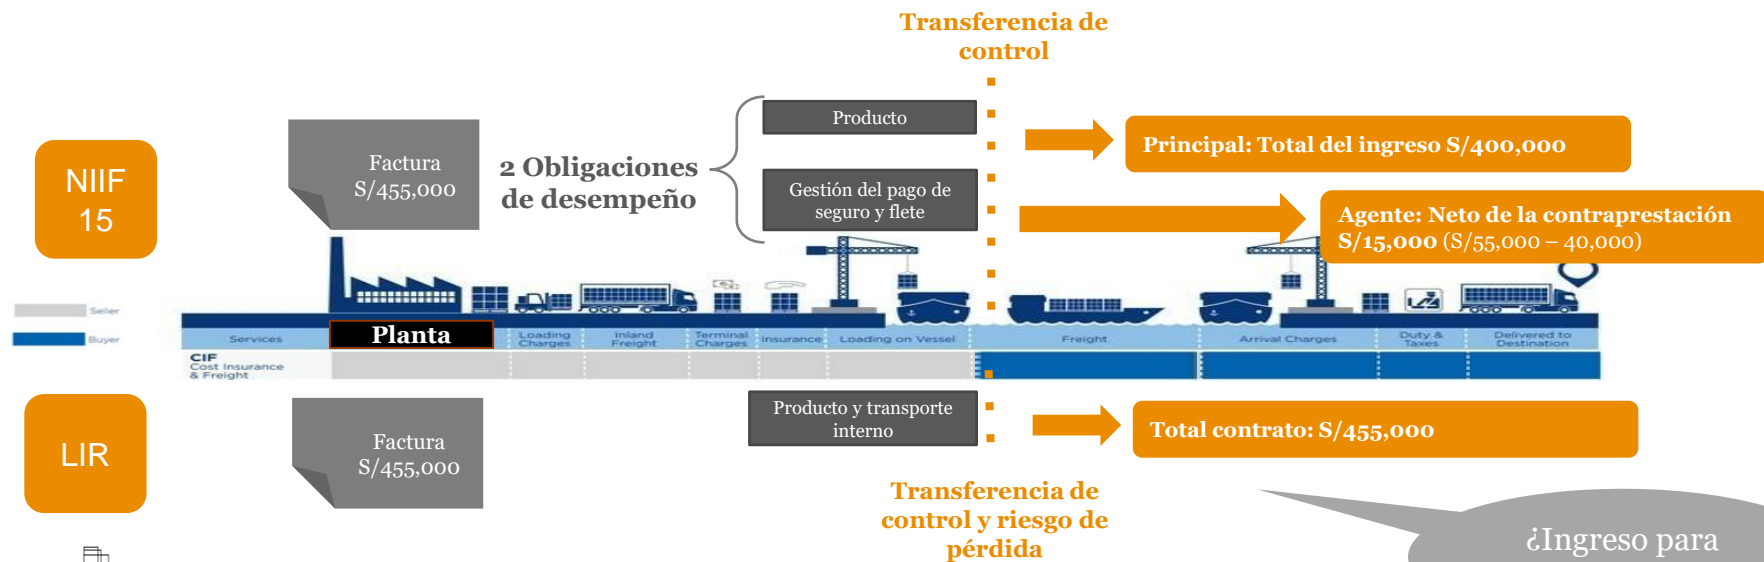 Transferencia de
control
NIIF
15
Factura
S/455,000
2 Obligaciones
de desempeño
Producto
Gestión del pago de
seguro y flete
Principal: Total del ingreso S/400,000
Agente: Neto de la contraprestación
S/15,000 (S/55,000 – 40,000)
Seller
Buyer
Services
Planta
Loading
Charges
Inland
Freight
Terminal
Charges
Insurance
Loading on Vessel
Freight
Arrival Charges
Duty &
Taxes
Delivered to
Destination
CIF
Cost Insurance
& Freight
LIR
Factura
S/455,000
Producto y transporte
interno
Total contrato: S/455,000
Transferencia de
control y riesgo de
pérdida
¿Ingreso para